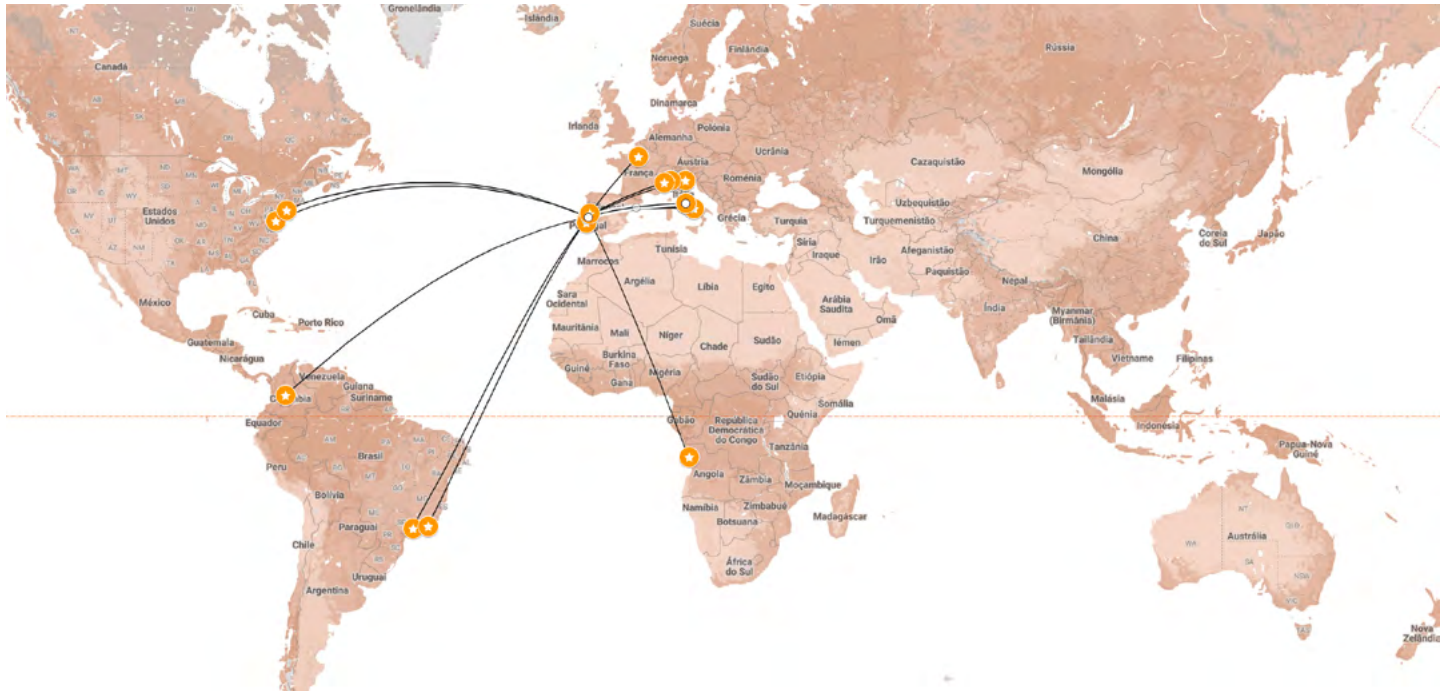 Gronelândia
Islândia
Suécia
Finlândia
Noruega
Rússia
Canadá
Dinamarca
Irlanda
Polónia
Alemanha
Ucrânia
Áustria
França
Roménia
Cazaquistão
Mongólia
Estados
Unidos
Uzbequistão
Turquemenistão
Grécia
Turquia
China
Coreia
do Sul
Japão
Tunísia
Síria
Iraque
Irão
Afeganistão
Paquistão
Marrocos
Argélia
Líbia
Egito
Nepal
Sara
Ocidental
Arábia
Saudita
Omã
Índia
Myanmar
(Birmânia)
México
Cuba
Porto Rico
Mauritânia
Mali
Níger
Chade
Sudão
Iémen
Tailândia
Vietname
Filipinas
Guatemala
Nicarágua
Burkina
Faso
Guiné
Gana
Nigéria
Sudão
do Sul
Etiópia
Somália
Venezuela
Guiana
Suriname
Malásia
Equador
Gabão
República
Democrática
do Congo
Quénia
Tanzânia
Indonésia
Papua-Nova
Guiné
Peru
Brasil
Angola
Zâmbia
Moçambique
Bolívia
Namíbia
Zimbabué
Botsuana
Madagáscar
Paraguai
Chile
Austrália
África
do Sul
Uruguai
Argentina
Nova
Zelândia